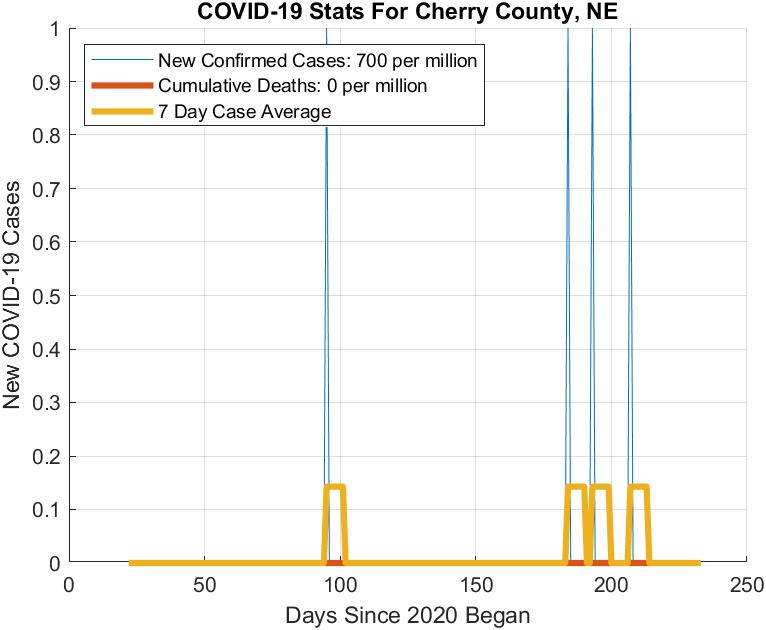 COVID-19 Stats For Cherry County, NE
New Confirmed Cases: 700 per million
Cumulative Deaths: 0 per million
7 Day Case Average
New COVID-19 Cases
1
0.9
0.8
0.7
0.6
0.5
0.4
0.3
0.2
0.1
0
0 50 100 150 200 250
Days Since 2020 Began